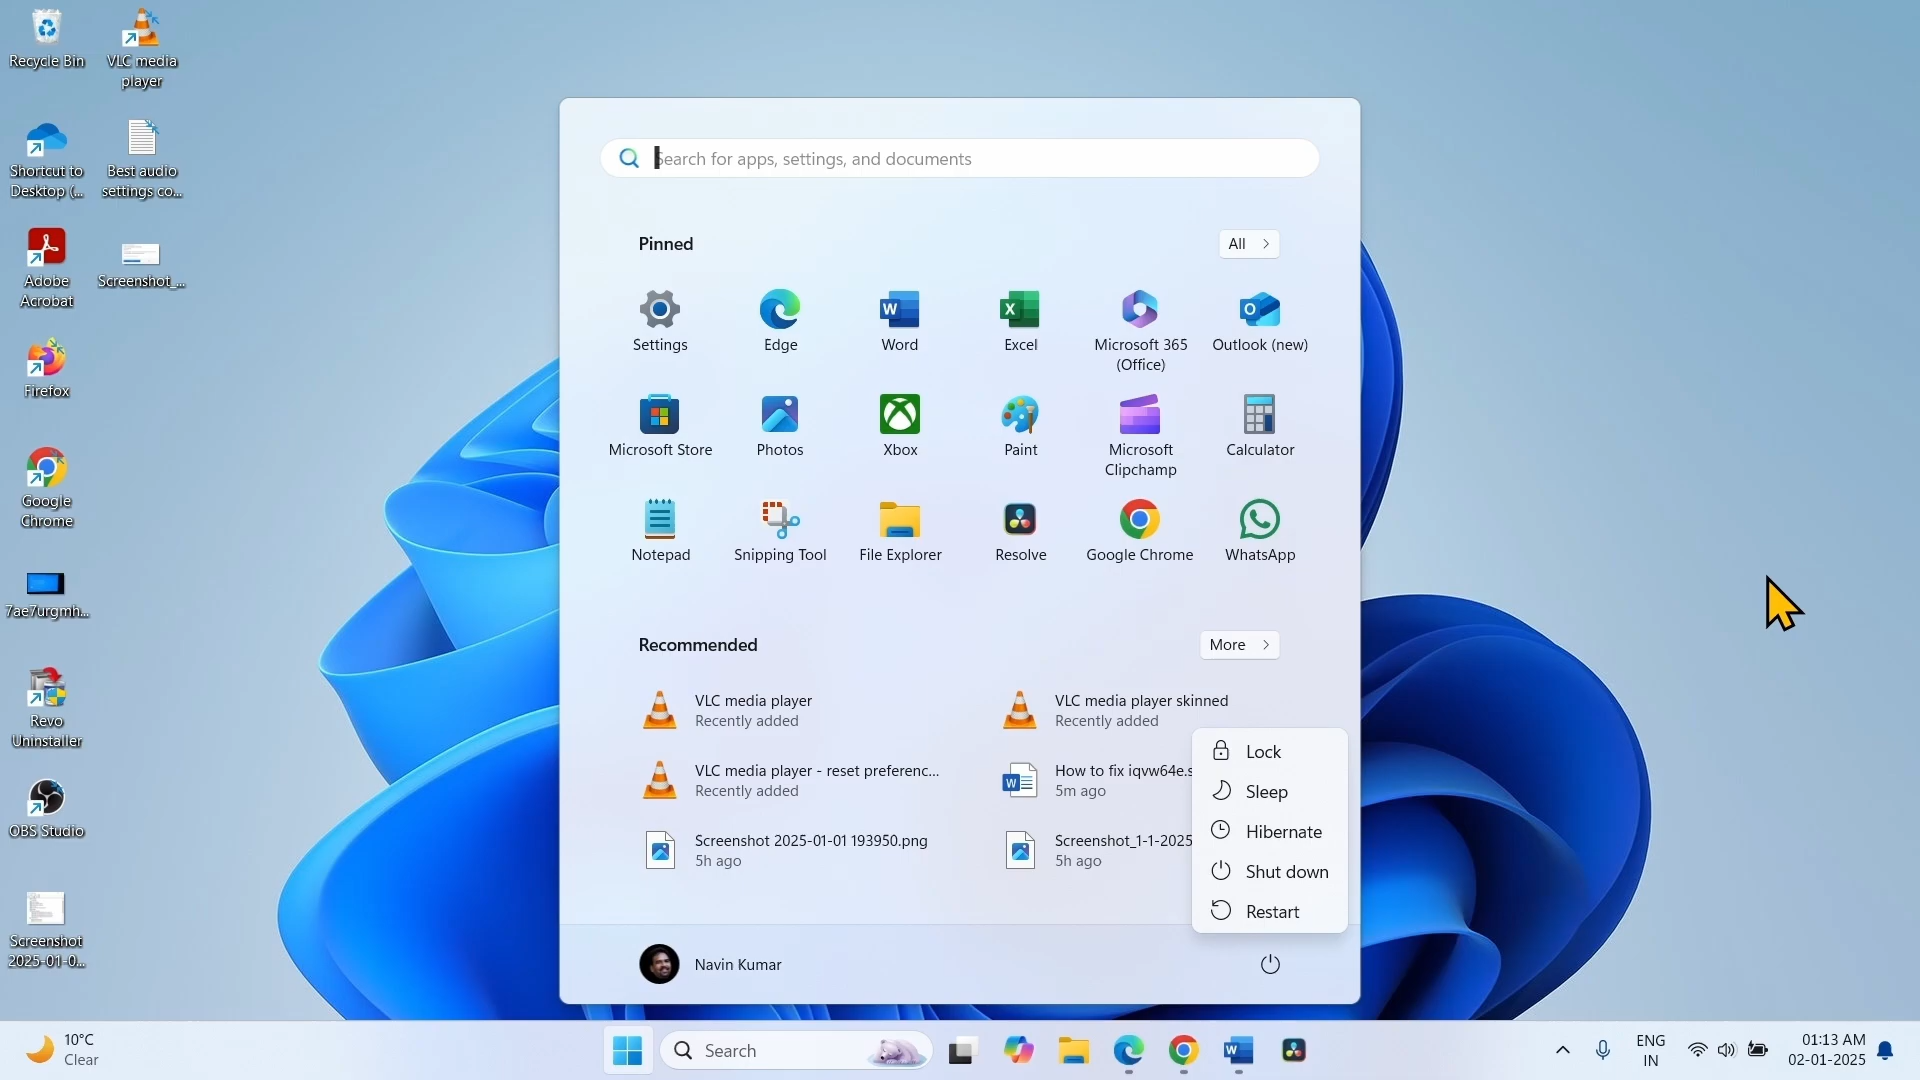 Recycle Bin
VLC media
player
Shortcut to
Desktop (...
Best audio
settings co...
Adobe
Acrobat
Screenshot_...
Firefox
Google
Chrome
7ae7urgmh...
Revo
Uninstaller
OBS Studio
Screenshot
2025-01-0...
Search for apps, settings, and documents
Pinned
All
Settings
Edge
Word
Excel
Microsoft 365
(Office)
Outlook (new)
Microsoft Store
Photos
Xbox
Paint
Microsoft
Clipchamp
Calculator
Notepad
Snipping Tool
File Explorer
Resolve
Google Chrome
WhatsApp
Recommended
More
VLC media player
Recently added
VLC media player skinned
Recently added
VLC media player - reset preferenc...
Recently added
How to fix iqvw64e.s
5m ago
Screenshot 2025-01-01 193950.png
5h ago
Screenshot_1-1-2025
5h ago
Lock
Sleep
Hibernate
Shut down
Restart
Navin Kumar
10°C
Clear
Search
ENG
IN
01:13 AM
02-01-2025